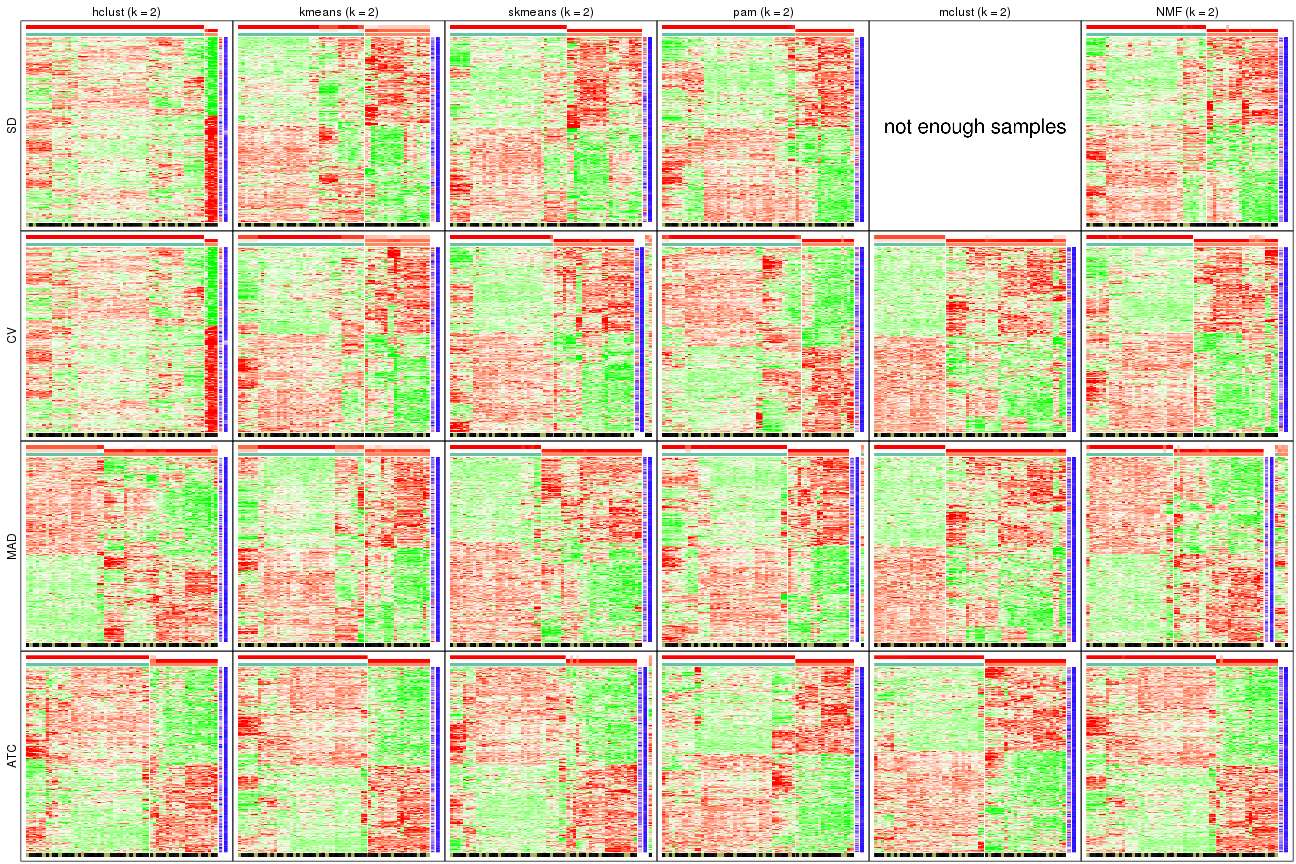 hclust (k = 2)
kmeans (k = 2)
skmeans (k = 2)
pam (k = 2)
mclust (k = 2)
NMF (k = 2)
SD
not enough samples
CV
MAD
ATC